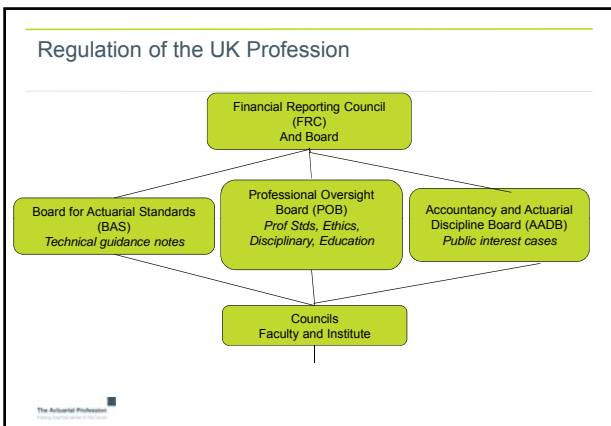 Regulation of the UK Profession
Financial Reporting Council
(FRC)
And Board
Board for Actuarial Standards
(BAS)
Technical guidance notes
Professional Oversight
Board (POB)
Prof Stds, Ethics,
Disciplinary, Education
Accountancy and Actuarial
Discipline Board (AADB)
Public interest cases
Councils
Faculty and Institute
The Actuarial Profession